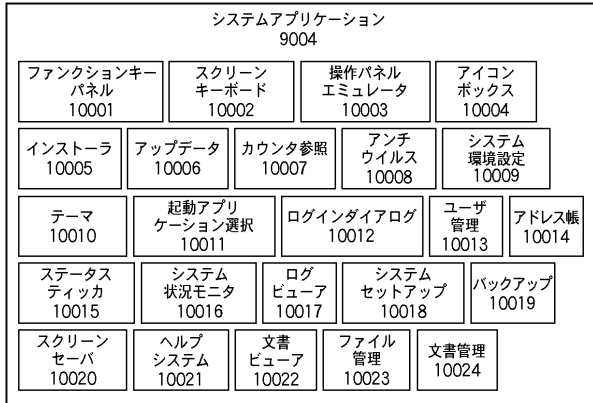 システムアプリケーション
9004
ファンクションキー
パネル
10001
スクリーン
キーボード
10002
操作パネル
エミュレータ
10003
アイコン
ボックス
10004
インストーラ
10005
アップデータ
10006
カウンタ参照
10007
アンチ
ウイルス
10008
システム
環境設定
10009
テーマ
10010
起動アプリ
ケーション選択
10011
ログインダイアログ
10012
ユーザ
管理
10013
アドレス帳
10014
ステータス
ティッカ
10015
システム
状況モニタ
10016
ログ
ビューア
10017
システム
セットアップ
10018
バックアップ
10019
スクリーン
セーバ
10020
ヘルプ
システム
10021
文書
ビューア
10022
ファイル
管理
10023
文書管理
10024